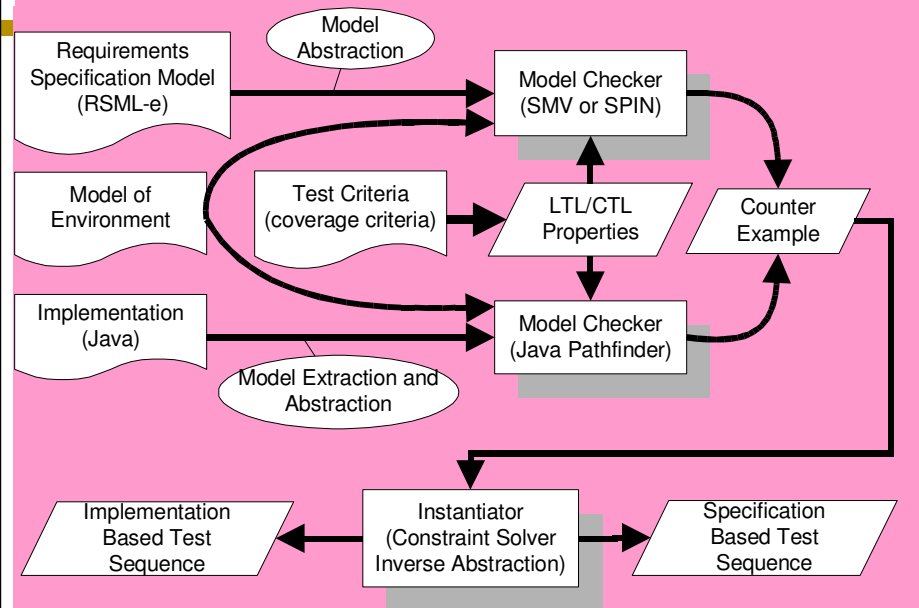 Model
Abstraction
Requirements
Specification Model
(RSML-e)
Model Checker
(SMV or SPIN)
Model of
Environment
Test Criteria
(coverage criteria)
LTL/CTL
Properties
Counter
Example
Implementation
(Java)
Model Checker
(Java Pathfinder)
Model Extraction and
Abstraction
Implementation
Based Test
Sequence
Instantiator
(Constraint Solver
Inverse Abstraction)
Specification
Based Test
Sequence